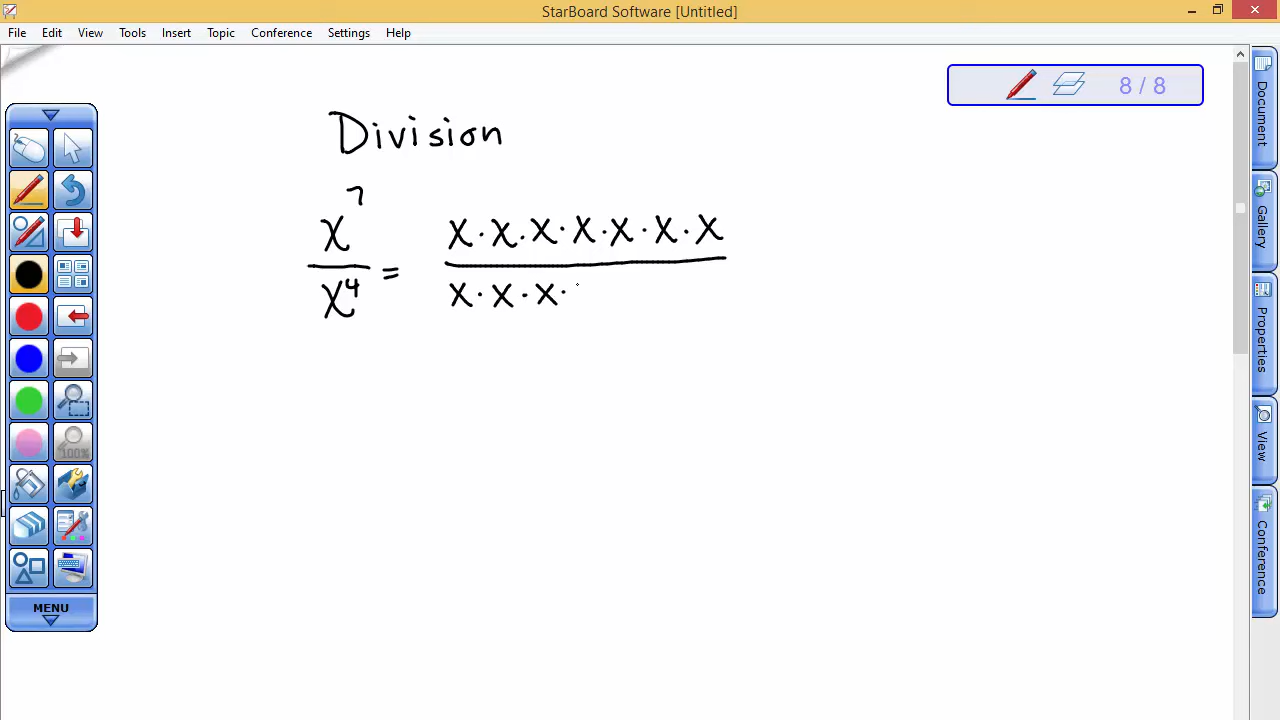 StarBoard Software [Untitled]
File Edit View Tools Insert Topic Conference Settings Help
8 / 8
Division
x⁷ x·x·x·x·x·x·x
— = —
x⁴ x·x·x·
100%
MENU
Document
Gallery
Properties
View
Conference